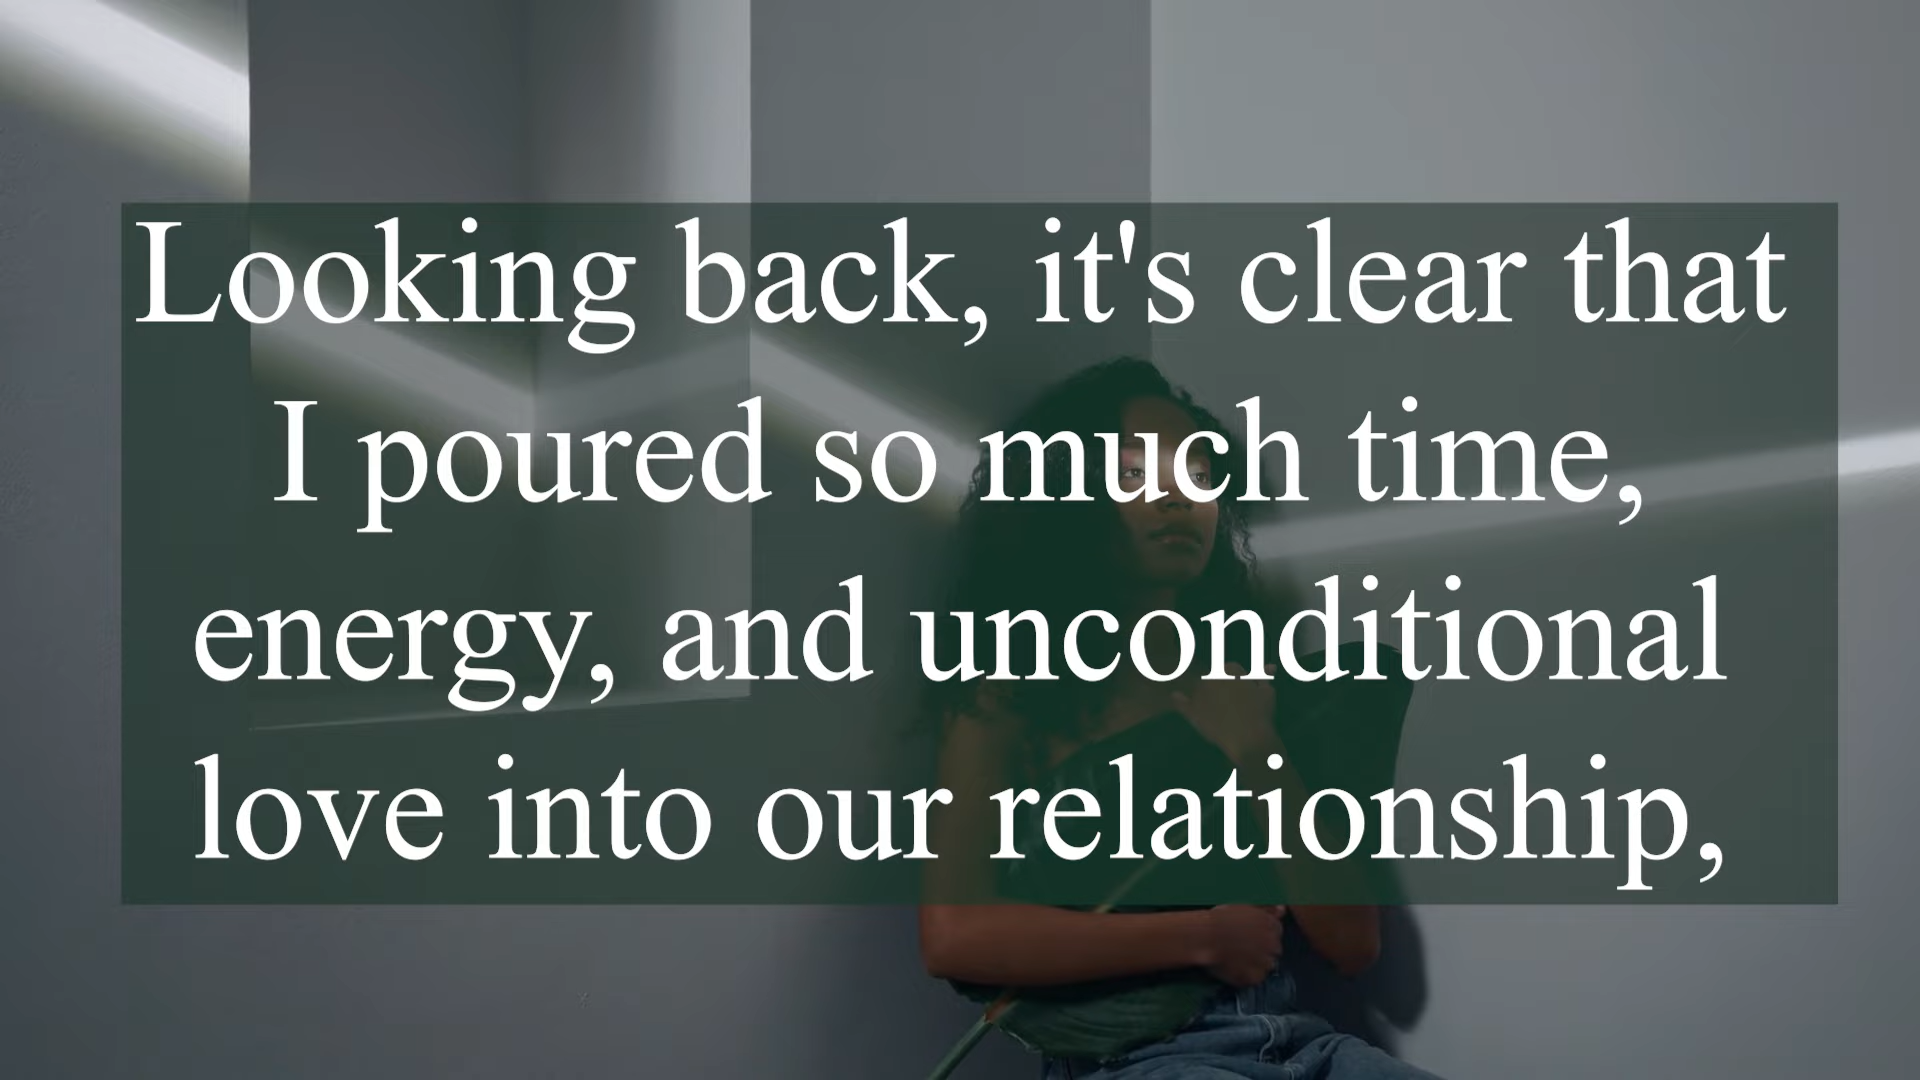 Looking back, it's clear that
I poured so much time,
energy, and unconditional
love into our relationship,